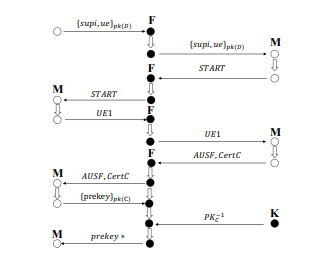 {supi, ue}pk(D)
F
{supi, ue}pk(D)
M
F
START
M
START
F
UE1
UE1
M
F
AUSF, CertC
M
AUSF, CertC
{prekey}pk(C)
PK_C^{-1}
K
M
prekey *